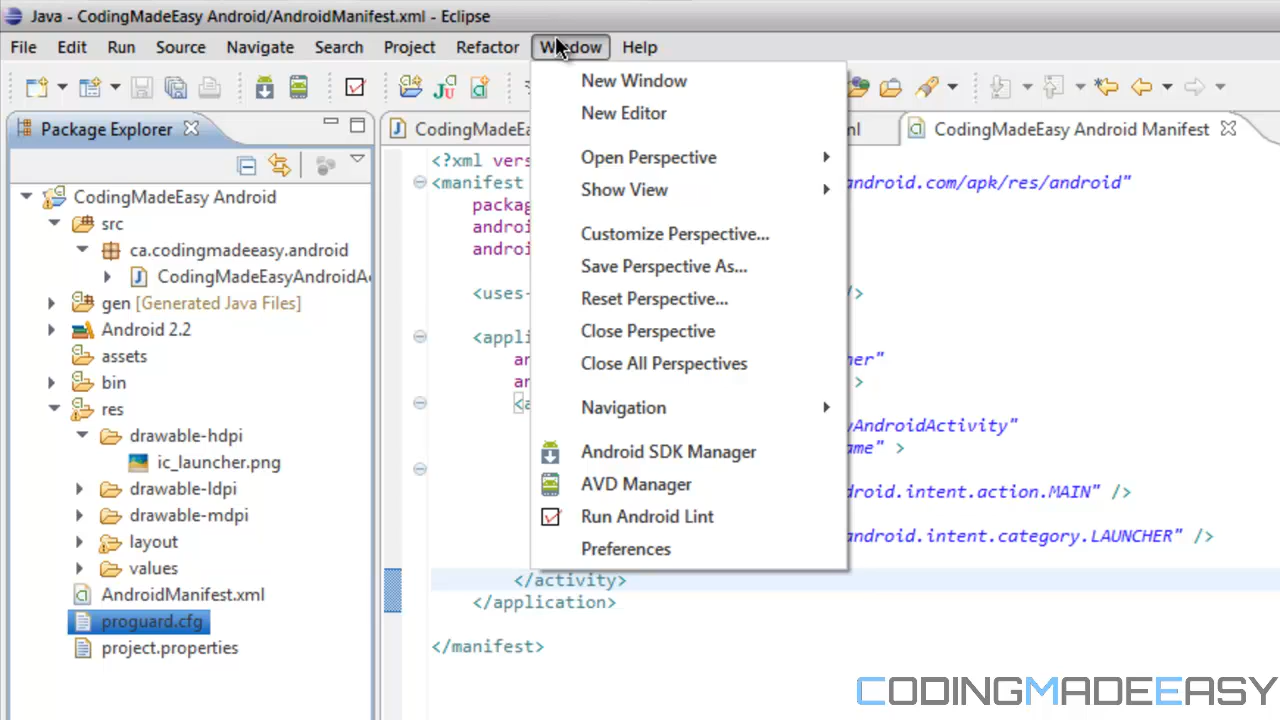 Java - CodingMadeEasy Android/AndroidManifest.xml - Eclipse
File Edit Run Source Navigate Search Project Refactor Window Help
Package Explorer
CodingMadeEa
ml
CodingMadeEasy Android Manifest
CodingMadeEasy Android
src
ca.codingmadeeasy.android
CodingMadeEasyAndroidAc
gen [Generated Java Files]
Android 2.2
assets
bin
res
drawable-hdpi
ic_launcher.png
drawable-ldpi
drawable-mdpi
layout
values
AndroidManifest.xml
proguard.cfg
project.properties
New Window
New Editor
Open Perspective
Show View
Customize Perspective...
Save Perspective As...
Reset Perspective...
Close Perspective
Close All Perspectives
Navigation
Android SDK Manager
AVD Manager
Run Android Lint
Preferences
<?xml vers
<manifest android.com/apk/res/android"
packag
androi
androi
<uses- />
<appli
an her"
an >
<a
yAndroidActivity"
ame" >
droid.intent.action.MAIN" />
android.intent.category.LAUNCHER" />
</activity>
</application>
</manifest>
CODINGMADEEASY